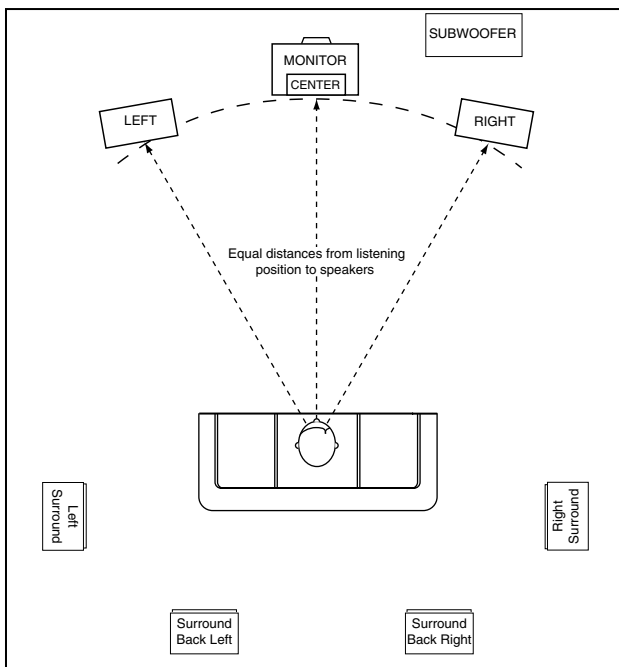 SUBWOOFER
MONITOR
CENTER
LEFT
RIGHT
Equal distances from listening
position to speakers
Left
Surround
Right
Surround
Surround
Back Left
Surround
Back Right